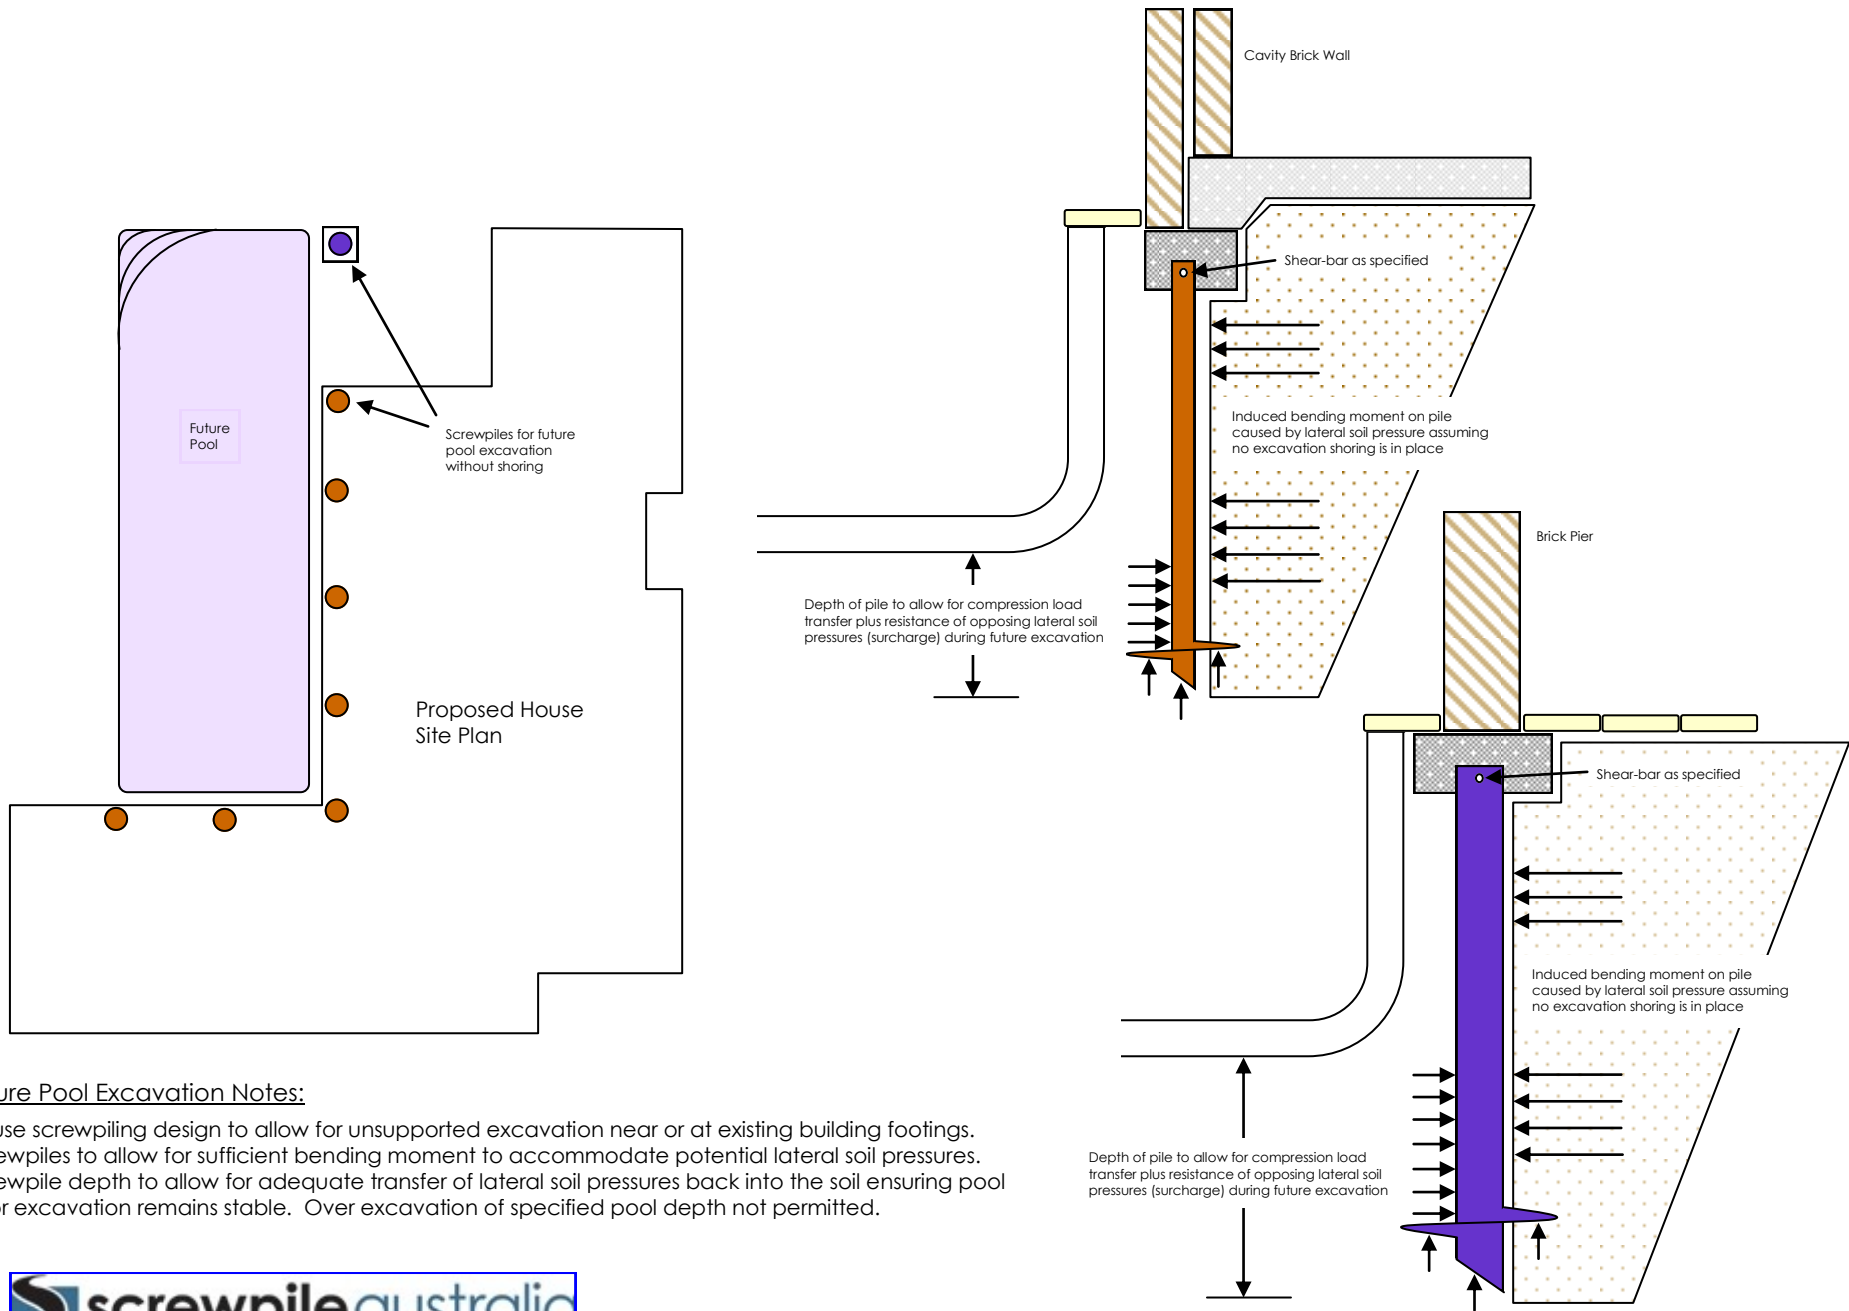 Cavity Brick Wall
Shear-bar as specified
Future
Pool
Screwpiles for future
pool excavation
without shoring
Induced bending moment on pile
caused by lateral soil pressure assuming
no excavation shoring is in place
Brick Pier
Depth of pile to allow for compression load
transfer plus resistance of opposing lateral soil
pressures (surcharge) during future excavation
Proposed House
Site Plan
Shear-bar as specified
Induced bending moment on pile
caused by lateral soil pressure assuming
no excavation shoring is in place
Depth of pile to allow for compression load
transfer plus resistance of opposing lateral soil
pressures (surcharge) during future excavation
ure Pool Excavation Notes:
use screwpiling design to allow for unsupported excavation near or at existing building footings.
ewpiles to allow for sufficient bending moment to accommodate potential lateral soil pressures.
ewpile depth to allow for adequate transfer of lateral soil pressures back into the soil ensuring pool
or excavation remains stable. Over excavation of specified pool depth not permitted.
screwpile australia